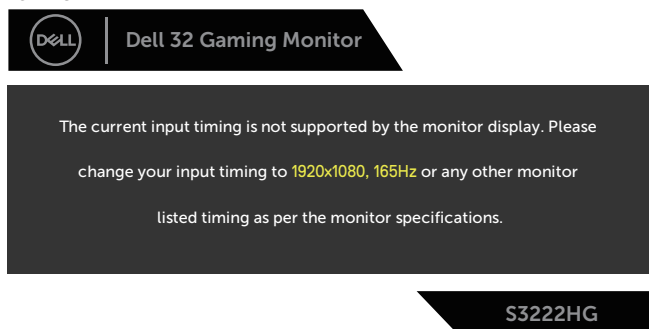 DELL
Dell 32 Gaming Monitor
The current input timing is not supported by the monitor display. Please
change your input timing to 1920x1080, 165Hz or any other monitor
listed timing as per the monitor specifications.
S3222HG